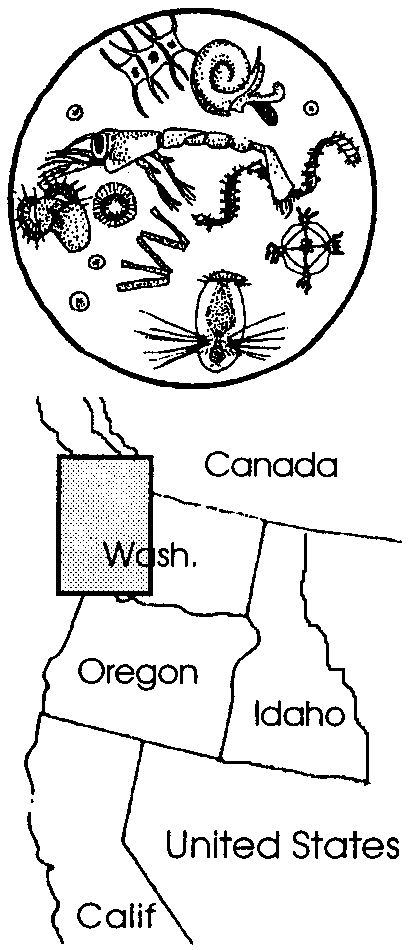 Canada
Wash.
Oregon
Idaho
United States
Calif